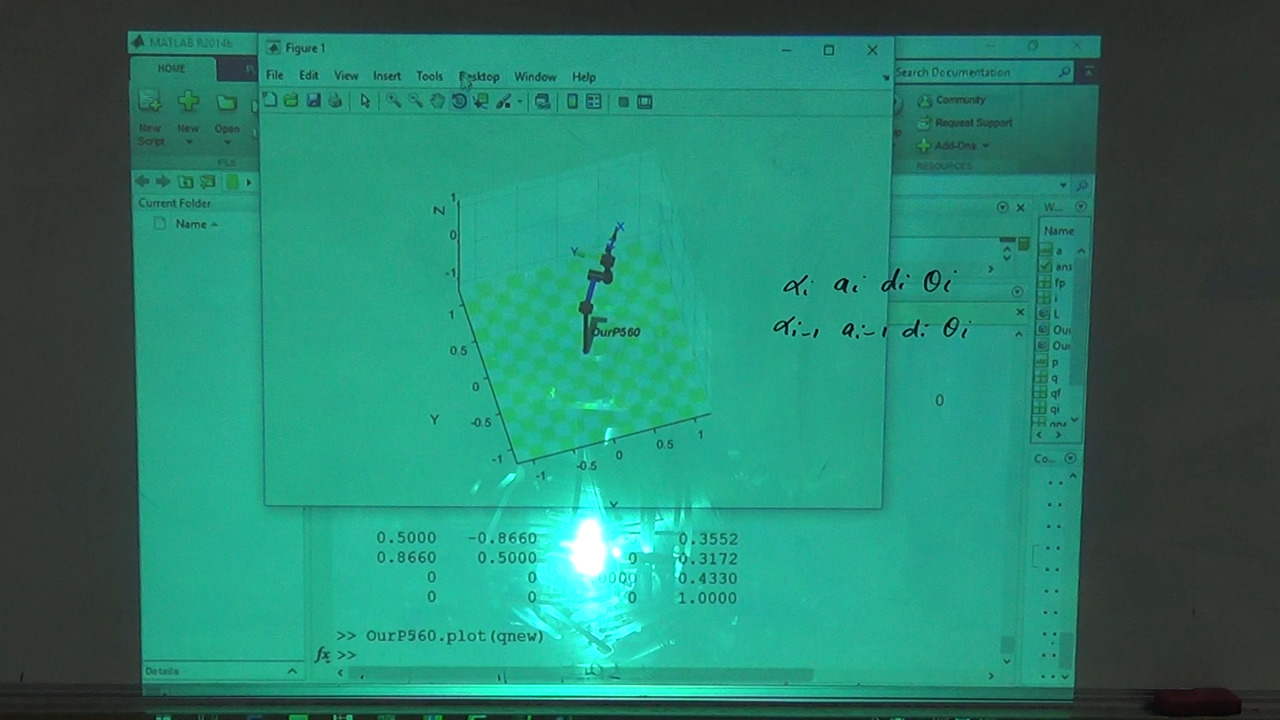 MATLAB R2014b
Figure 1
HOME
File Edit View Insert Tools Desktop Window Help
Search Documentation
New Script
New
Open
FILE
Community
Request Support
Add-Ons
RESOURCES
Current Folder
Name
W...
Name
a
ans
fp
i
L
Ou
Ou
p
q
qf
qi
Co...
Z
1
0
-1
1
0.5
0
-0.5
-1
Y
-1
-0.5
0
0.5
1
X
Y
OurP560
αi ai di θi
αi-1 ai-1 di θi
0
0.5000 -0.8660 0.3552
0.8660 0.5000 0 0.3172
0 0 0.4330
0 0 0 1.0000
>> OurP560.plot(qnew)
fx >>
Details